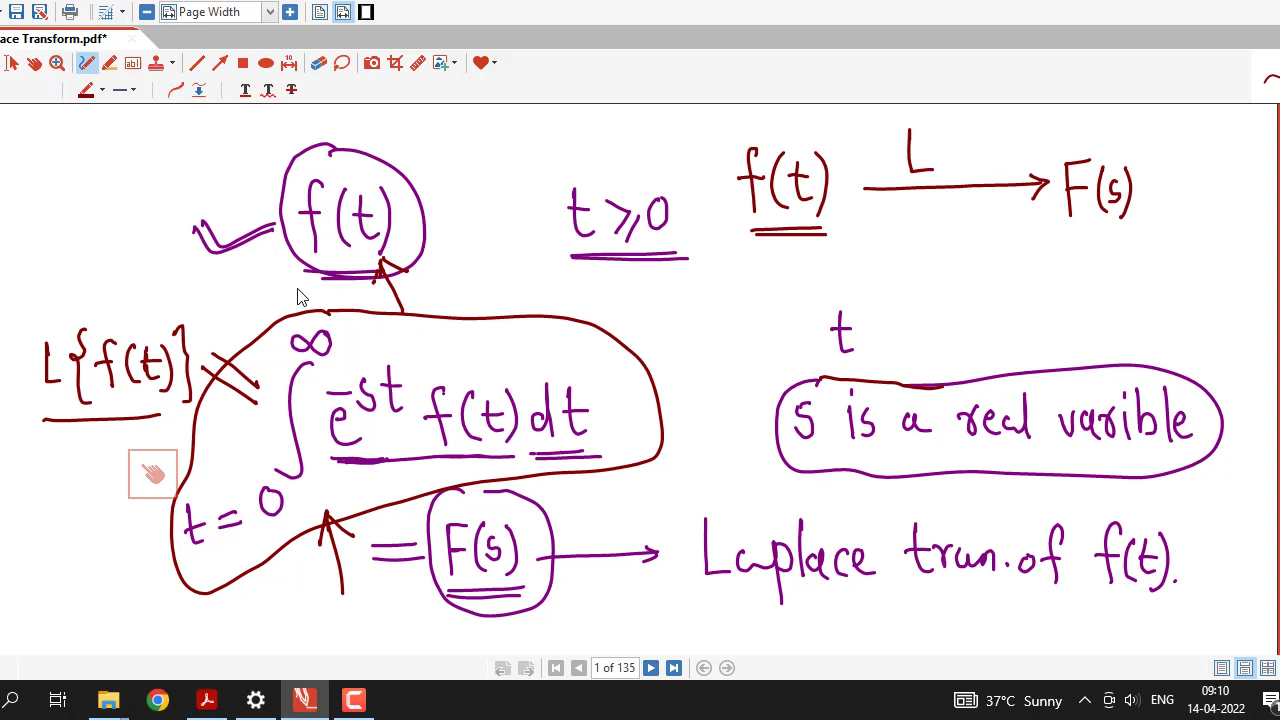 Page Width
ace Transform.pdf*
f(t)
t ⩾ 0
f(t) L F(s)
L{f(t)} = ∫ ∞ t = 0 e^-st f(t) dt
t
s is a real varible
= F(s) → Laplace tran. of f(t).
1 of 135
37°C Sunny
ENG
09:10
14-04-2022